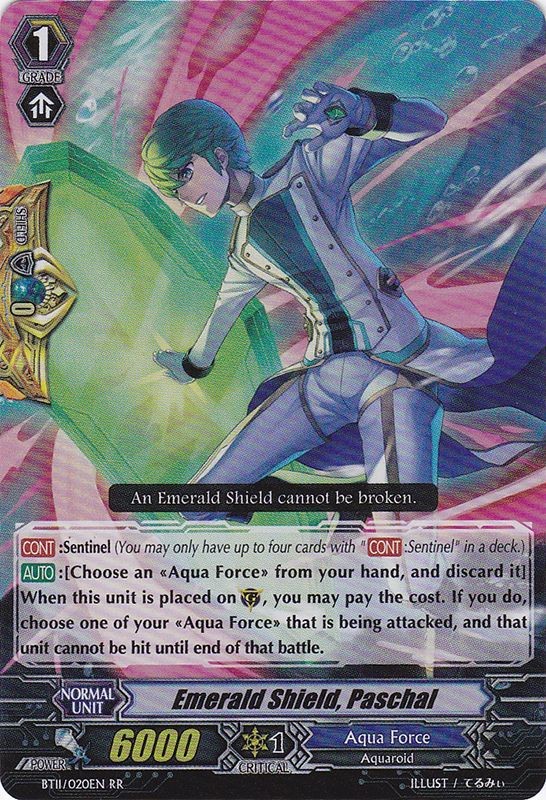 1
GRADE
SHIELD
0
An Emerald Shield cannot be broken.
CONT :Sentinel (You may only have up to four cards with "CONT :Sentinel" in a deck.)
AUTO :[Choose an «Aqua Force» from your hand, and discard it]
When this unit is placed on , you may pay the cost. If you do,
choose one of your «Aqua Force» that is being attacked, and that
unit cannot be hit until end of that battle.
NORMAL
UNIT
Emerald Shield, Paschal
POWER
6000
1
CRITICAL
Aqua Force
Aquaroid
BT11/020EN RR
ILLUST / てるみぃ